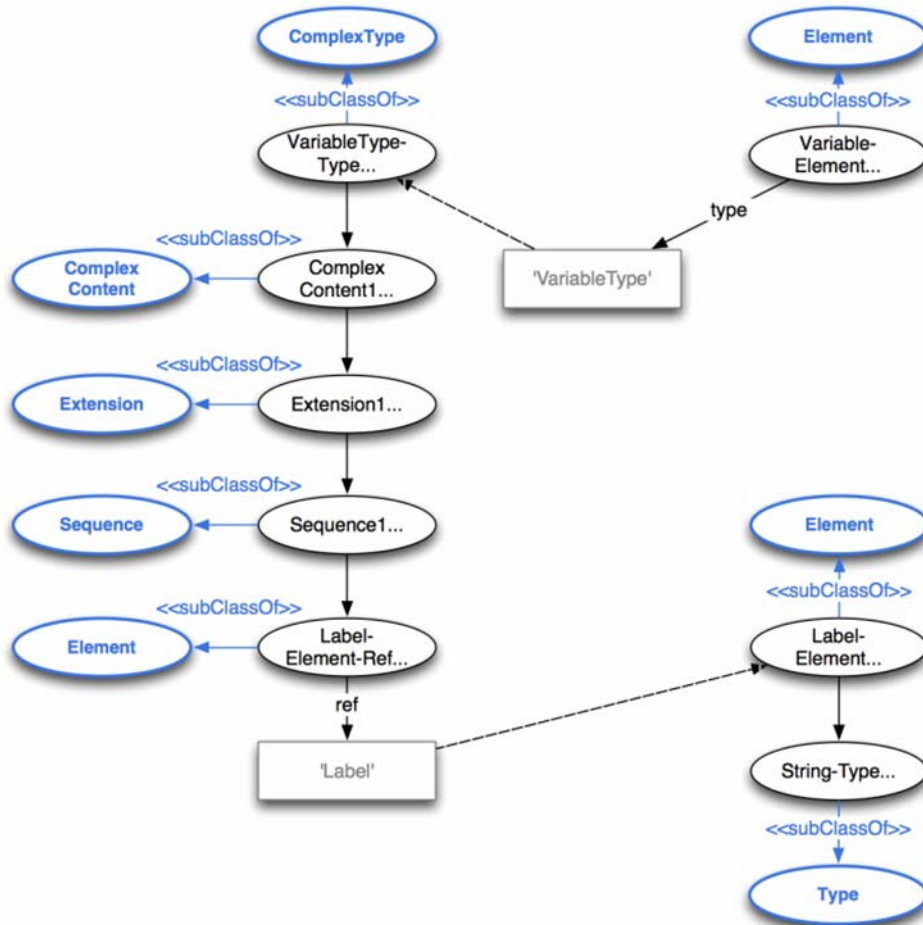 ComplexType
Element
<<subClassOf>>
<<subClassOf>>
VariableType-
Type...
Variable-
Element...
type
<<subClassOf>>
Complex
Content
Complex
Content1...
'VariableType'
<<subClassOf>>
Extension
Extension1...
<<subClassOf>>
Sequence
Sequence1...
Element
<<subClassOf>>
<<subClassOf>>
Element
Label-
Element-Ref...
Label-
Element...
ref
'Label'
String-Type...
<<subClassOf>>
Type